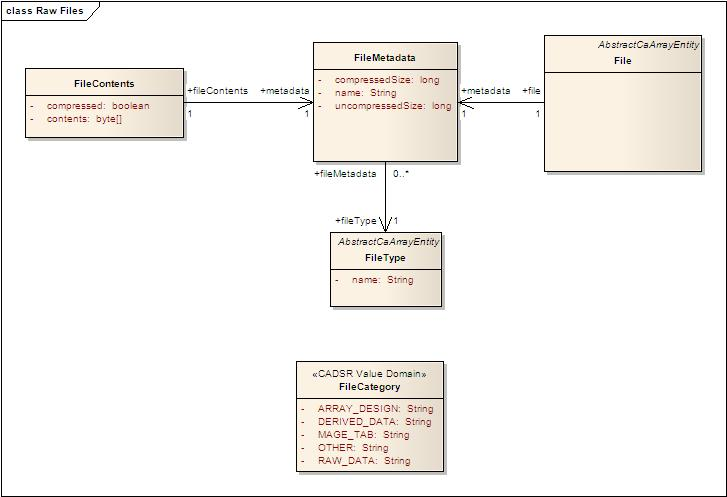 class Raw Files
FileContents
- compressed: boolean
- contents: byte[]
+fileContents
+metadata
1
1
FileMetadata
- compressedSize: long
- name: String
- uncompressedSize: long
+metadata
+file
1
1
AbstractCaArrayEntity
File
+fileMetadata
0..*
+fileType
1
AbstractCaArrayEntity
FileType
- name: String
«CADSR Value Domain»
FileCategory
- ARRAY_DESIGN: String
- DERIVED_DATA: String
- MAGE_TAB: String
- OTHER: String
- RAW_DATA: String